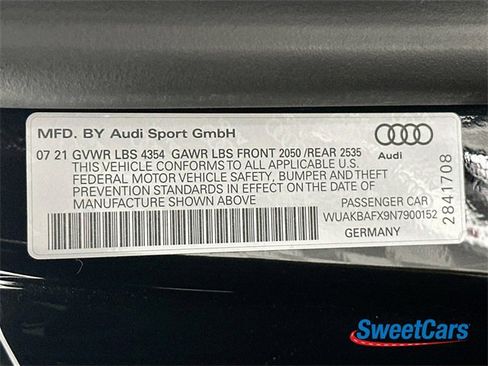 MFD. BY Audi Sport GmbH
07 21 GVWR LBS 4354 GAWR LBS FRONT 2050 /REAR 2535
THIS VEHICLE CONFORMS TO ALL APPLICABLE U.S.
FEDERAL MOTOR VEHICLE SAFETY, BUMPER AND THEFT
PREVENTION STANDARDS IN EFFECT ON THE DATE OF
MANUFACTURE SHOWN ABOVE
PASSENGER CAR
WUAKBAFX9N7900152
GERMANY
Audi
2841708
SweetCars